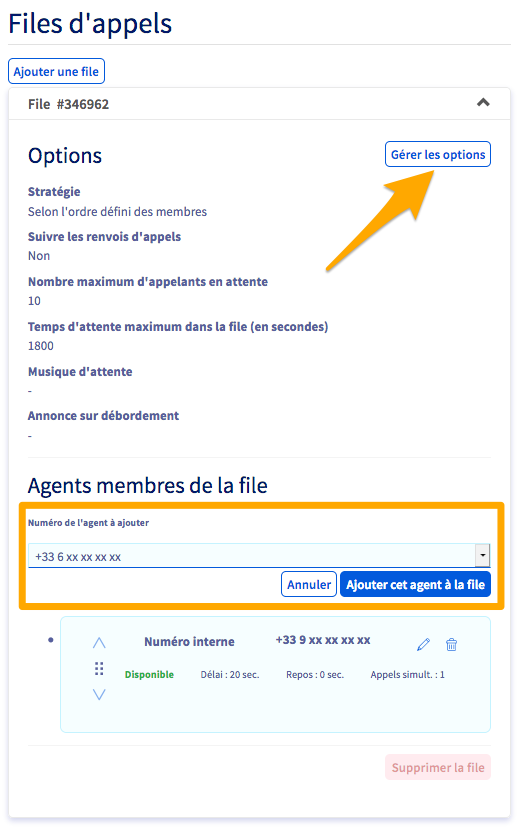 Files d'appels
Ajouter une file
File #346962
Options
Gérer les options
Stratégie
Selon l'ordre défini des membres
Suivre les renvois d'appels
Non
Nombre maximum d'appelants en attente
10
Temps d'attente maximum dans la file (en secondes)
1800
Musique d'attente
-
Annonce sur débordement
-
Agents membres de la file
Numéro de l'agent à ajouter
+33 6 xx xx xx xx
Annuler
Ajouter cet agent à la file
Numéro interne
+33 9 xx xx xx xx
Disponible
Délai : 20 sec.
Repos : 0 sec.
Appels simult. : 1
Supprimer la file